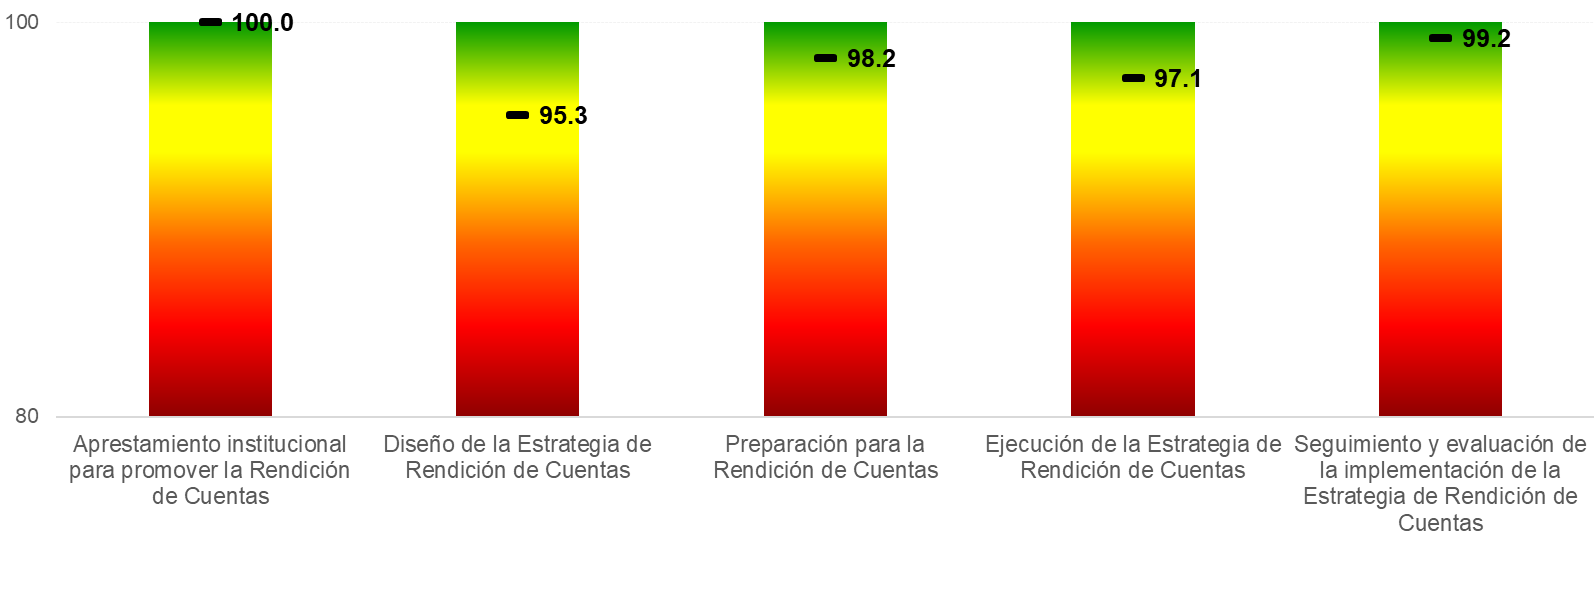 100
100.0
95.3
98.2
97.1
99.2
80
Aprestamiento institucional
para promover la Rendición
de Cuentas
Diseño de la Estrategia de
Rendición de Cuentas
Preparación para la
Rendición de Cuentas
Ejecución de la Estrategia de
Rendición de Cuentas
Seguimiento y evaluación de
la implementación de la
Estrategia de Rendición de
Cuentas